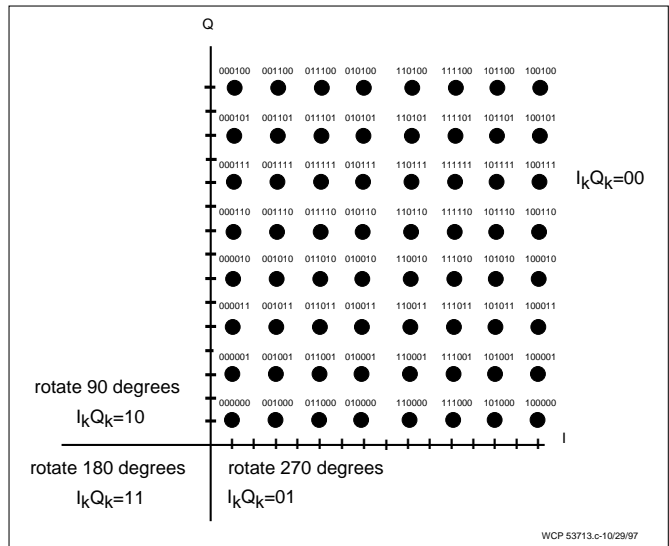 Q
000100 001100 011100 010100 110100 111100 101100 100100
000101 001101 011101 010101 110101 111101 101101 100101
000111 001111 011111 010111 110111 111111 101111 100111
IkQk=00
000110 001110 011110 010110 110110 111110 101110 100110
000010 001010 011010 010010 110010 111010 101010 100010
000011 001011 011011 010011 110011 111011 101011 100011
000001 001001 011001 010001 110001 111001 101001 100001
rotate 90 degrees
000000 001000 011000 010000 110000 111000 101000 100000
IkQk=10
I
rotate 180 degrees rotate 270 degrees
IkQk=11 IkQk=01
WCP 53713.c-10/29/97